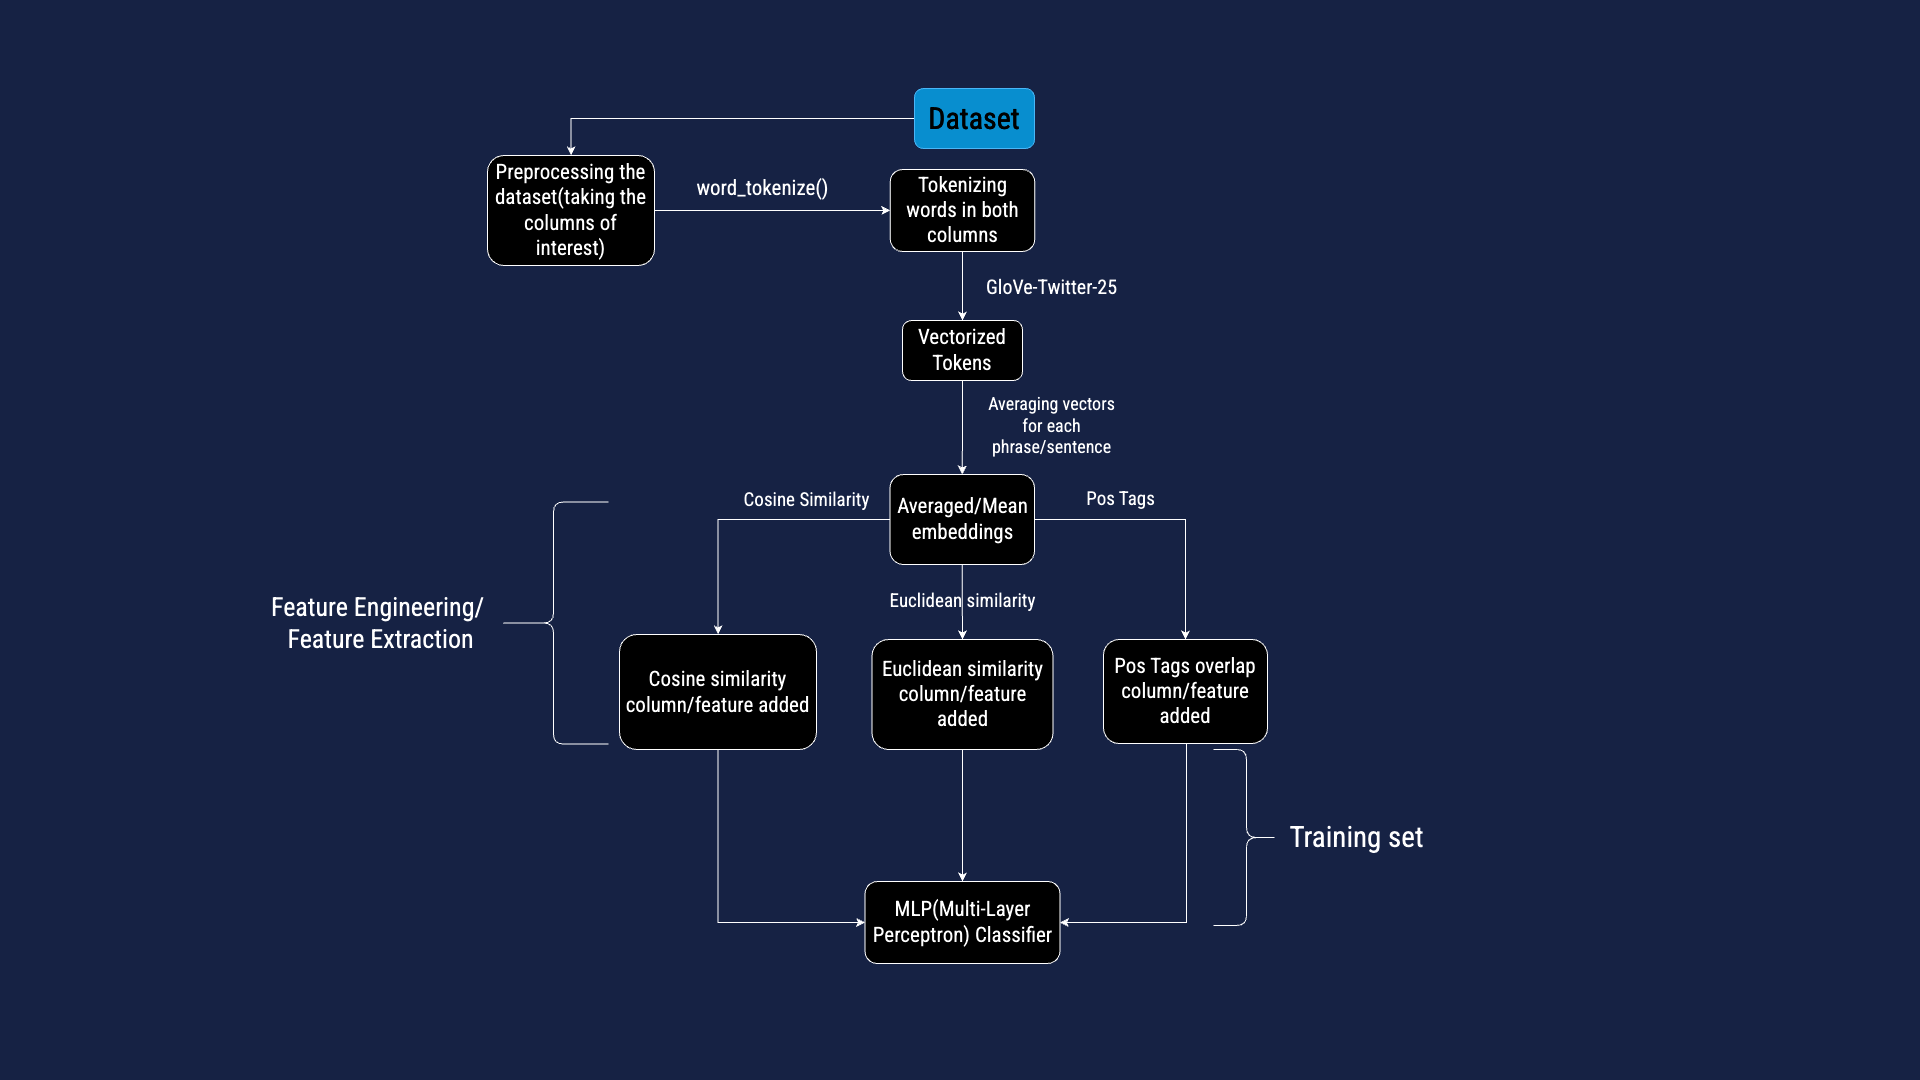 Dataset
Preprocessing the
dataset(taking the
columns of
interest)
word_tokenize()
Tokenizing
words in both
columns
GloVe-Twitter-25
Vectorized
Tokens
Averaging vectors
for each
phrase/sentence
Cosine Similarity
Averaged/Mean
embeddings
Pos Tags
Euclidean similarity
Feature Engineering/
Feature Extraction
Cosine similarity
column/feature added
Euclidean similarity
column/feature
added
Pos Tags overlap
column/feature
added
Training set
MLP(Multi-Layer
Perceptron) Classifier